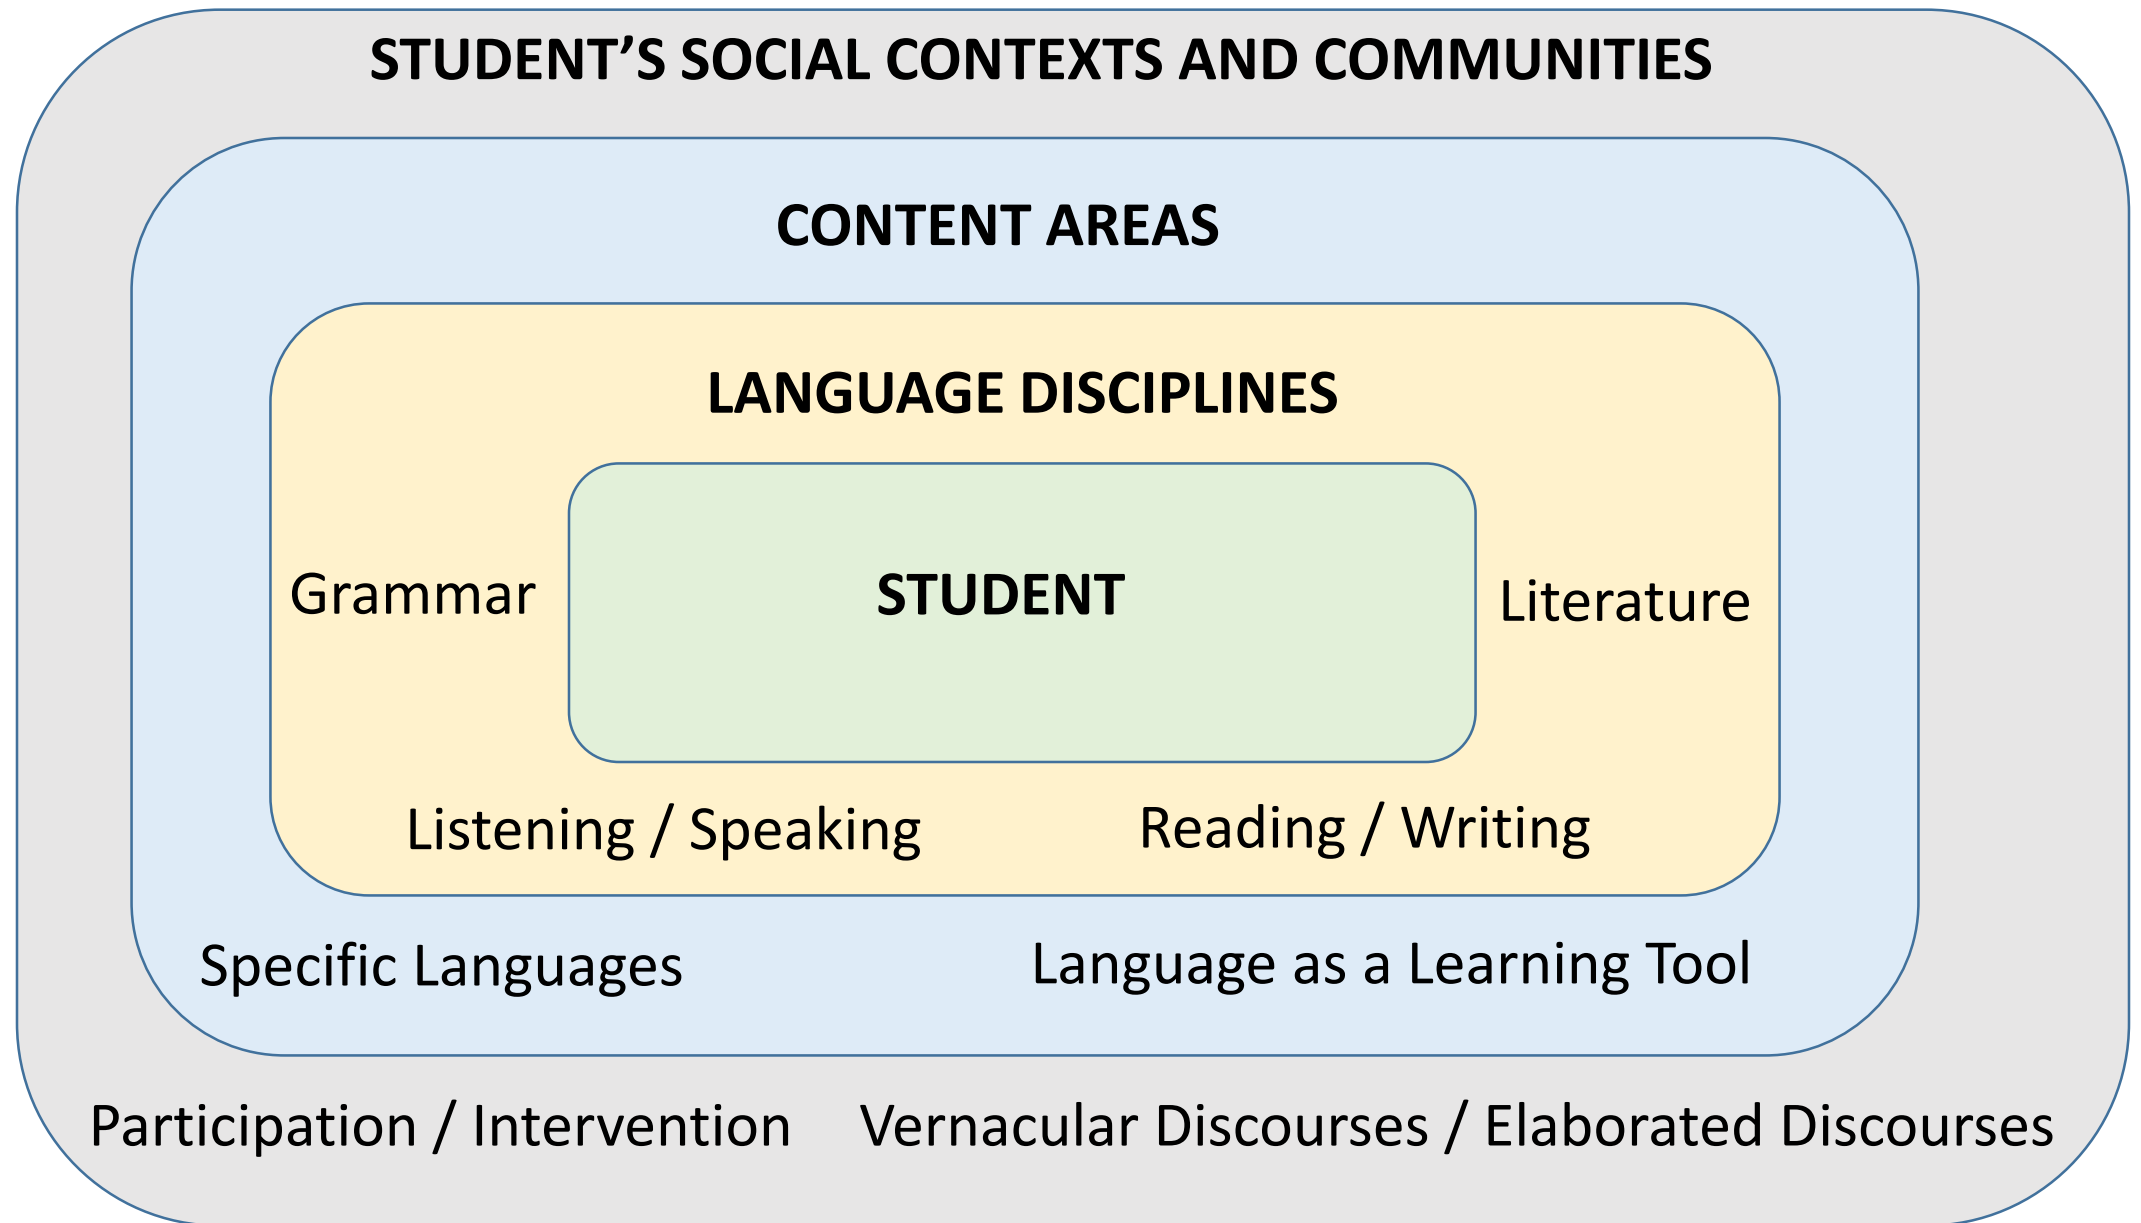 STUDENT’S SOCIAL CONTEXTS AND COMMUNITIES
CONTENT AREAS
LANGUAGE DISCIPLINES
Grammar
STUDENT
Literature
Listening / Speaking
Reading / Writing
Specific Languages
Language as a Learning Tool
Participation / Intervention
Vernacular Discourses / Elaborated Discourses